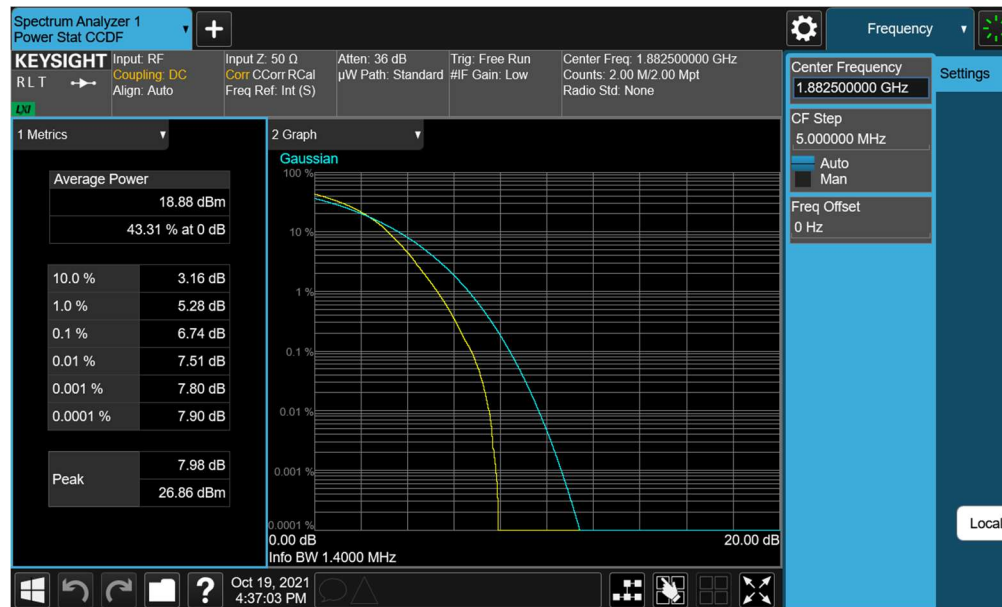 Spectrum Analyzer 1
Power Stat CCDF
Frequency
KEYSIGHT
RLT
LXI
Input: RF
Coupling: DC
Align: Auto
Input Z: 50 Ω
Corr CCorr RCal
Freq Ref: Int (S)
Atten: 36 dB
µW Path: Standard
Trig: Free Run
#IF Gain: Low
Center Freq: 1.882500000 GHz
Counts: 2.00 M/2.00 Mpt
Radio Std: None
Center Frequency
1.882500000 GHz
Settings
CF Step
5.000000 MHz
Auto
Man
Freq Offset
0 Hz
1 Metrics
Average Power
18.88 dBm
43.31 % at 0 dB
10.0 % 3.16 dB
1.0 % 5.28 dB
0.1 % 6.74 dB
0.01 % 7.51 dB
0.001 % 7.80 dB
0.0001 % 7.90 dB
Peak
7.98 dB
26.86 dBm
2 Graph
Gaussian
100 %
10 %
1 %
0.1 %
0.01 %
0.001 %
0.0001 %
0.00 dB
20.00 dB
Info BW 1.4000 MHz
Local
?
Oct 19, 2021
4:37:03 PM